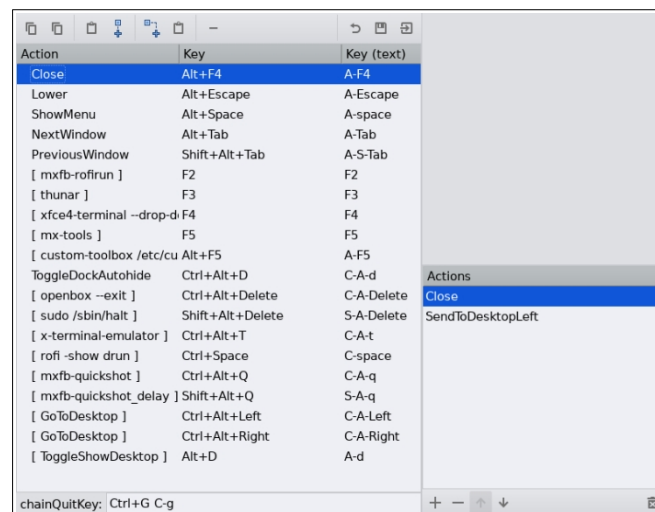 Action Key Key (text)
Close Alt+F4 A-F4
Lower Alt+Escape A-Escape
ShowMenu Alt+Space A-space
NextWindow Alt+Tab A-Tab
PreviousWindow Shift+Alt+Tab A-S-Tab
[ mxfb-rofirun ] F2 F2
[ thunar ] F3 F3
[ xfce4-terminal --drop-d F4 F4
[ mx-tools ] F5 F5
[ custom-toolbox /etc/cu Alt+F5 A-F5
ToggleDockAutohide Ctrl+Alt+D C-A-d
[ openbox --exit ] Ctrl+Alt+Delete C-A-Delete
[ sudo /sbin/halt ] Shift+Alt+Delete S-A-Delete
[ x-terminal-emulator ] Ctrl+Alt+T C-A-t
[ rofi -show drun ] Ctrl+Space C-space
[ mxfb-quickshot ] Ctrl+Alt+Q C-A-q
[ mxfb-quickshot_delay ] Shift+Alt+Q S-A-q
[ GoToDesktop ] Ctrl+Alt+Left C-A-Left
[ GoToDesktop ] Ctrl+Alt+Right C-A-Right
[ ToggleShowDesktop ] Alt+D A-d
chainQuitKey: Ctrl+G C-g
Actions
Close
SendToDesktopLeft